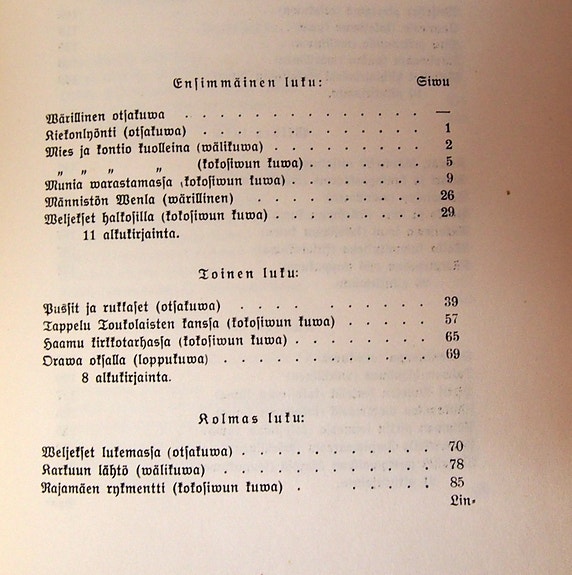 Ensimmäinen luku: Siwu
Wärillinen otsakuwa . . . . . . . . . . . . —
Kiekonlyönti (otsakuwa) . . . . . . . . . . . 1
Mies ja kontio kuolleina (wälikuwa) . . . . . . . . 2
„ „ „ „ (kokosiwun kuwa) . . . . . . 5
Munia warastamassa (kokosiwun kuwa) . . . . . . . 9
Männistön Wenla (wärillinen) . . . . . . . . . 26
Weljekset halkosilla (kokosiwun kuwa) . . . . . . . . 29
11 alkukirjainta.
Toinen luku:
Pussit ja rukkaset (otsakuwa) . . . . . . . . . 39
Tappelu Toukolaisten kanssa (kokosiwun kuwa) . . . . . 57
Haamu kirkkotarhassa (kokosiwun kuwa) . . . . . . . 65
Orawa oksalla (loppukuwa) . . . . . . . . . . 69
8 alkukirjainta.
Kolmas luku:
Weljekset lukemassa (otsakuwa) . . . . . . . . . 70
Karkuun lähtö (wälikuwa) . . . . . . . . . . 78
Rajamäen rykmentti (kokosiwun kuwa) . . . . . . 85
Lin-